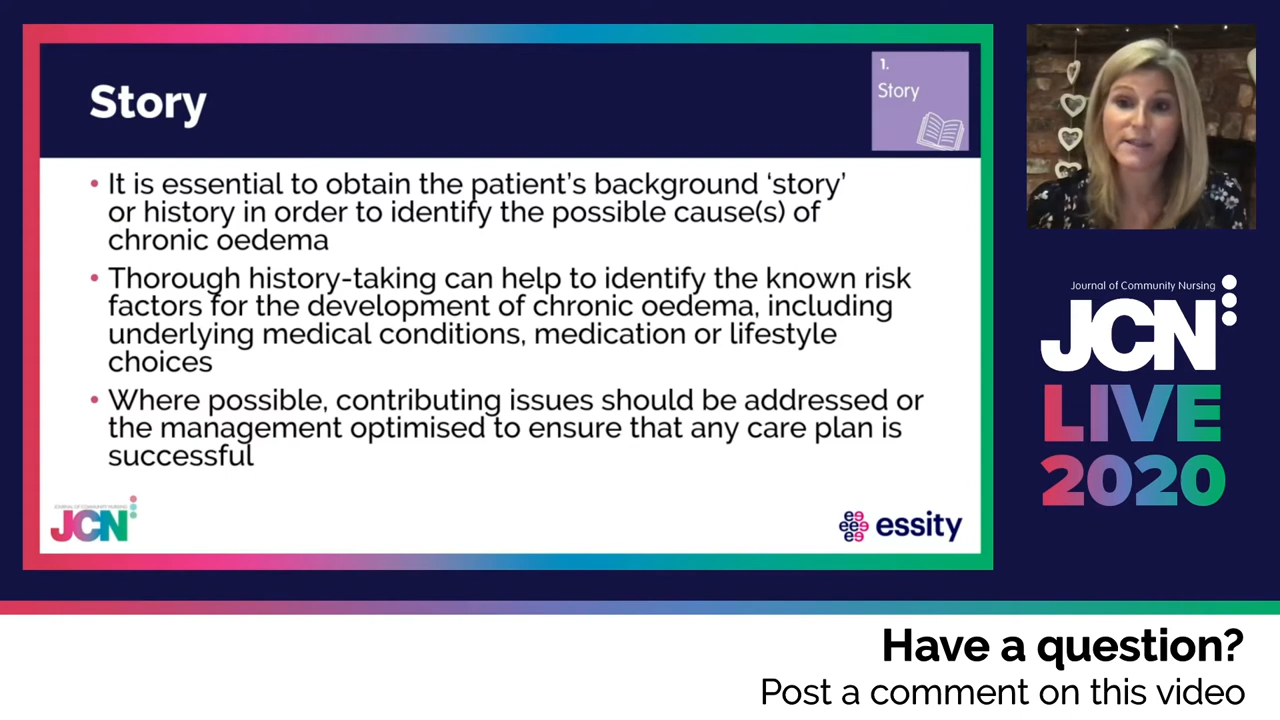 Story
1.
Story
• It is essential to obtain the patient's background ‘story’
or history in order to identify the possible cause(s) of
chronic oedema
• Thorough history-taking can help to identify the known risk
factors for the development of chronic oedema, including
underlying medical conditions, medication or lifestyle
choices
• Where possible, contributing issues should be addressed or
the management optimised to ensure that any care plan is
successful
JOURNAL OF COMMUNITY NURSING
JCN
essity
Journal of Community Nursing
JCN
LIVE
2020
Have a question?
Post a comment on this video